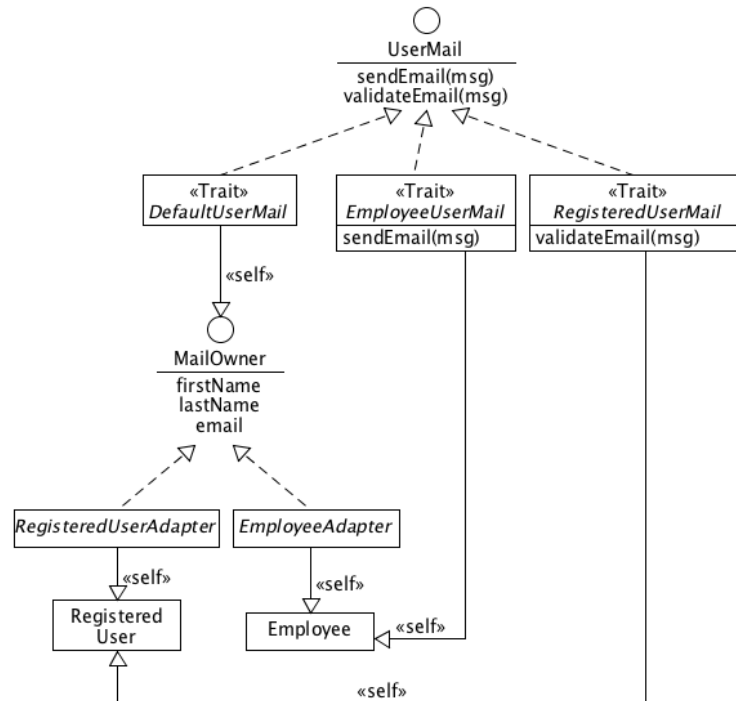 UserMail
sendEmail(msg)
validateEmail(msg)
«Trait»
DefaultUserMail
«Trait»
EmployeeUserMail
sendEmail(msg)
«Trait»
RegisteredUserMail
validateEmail(msg)
«self»
MailOwner
firstName
lastName
email
RegisteredUserAdapter
EmployeeAdapter
«self»
«self»
Registered
User
Employee
«self»
«self»